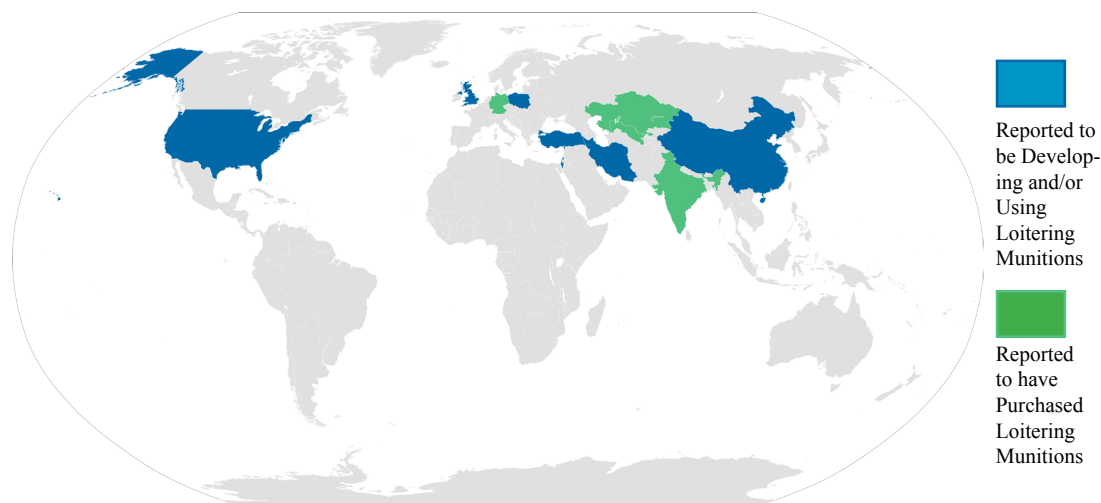 Reported to
be Develop-
ing and/or
Using
Loitering
Munitions
Reported
to have
Purchased
Loitering
Munitions